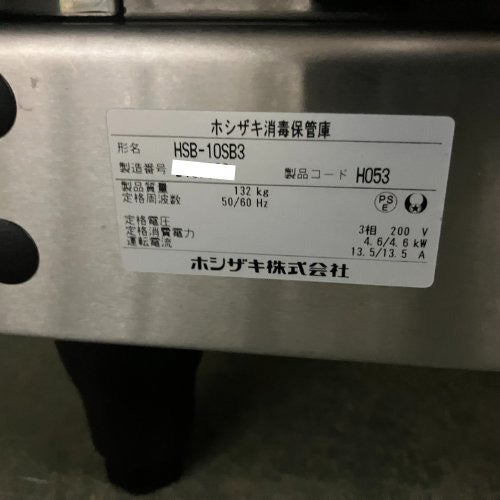 ホシザキ消毒保管庫
形名 HSB-10SB3
製造番号 製品コード H053
製品質量 132 kg
定格周波数 50/60 Hz
PS E
定格電圧 3相 200 V
定格消費電力 4.6/4.6 kW
運転電流 13.5/13.5 A
ホシザキ株式会社